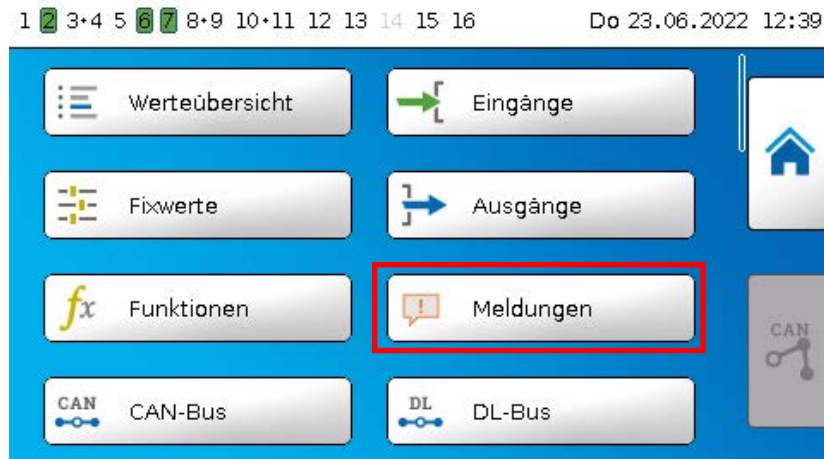 1 2 3•4 5 6 7 8•9 10•11 12 13 14 15 16 Do 23.06.2022 12:39
Werteübersicht
Eingänge
Fixwerte
Ausgänge
fx Funktionen
! Meldungen
CAN
CAN CAN-Bus
DL DL-Bus